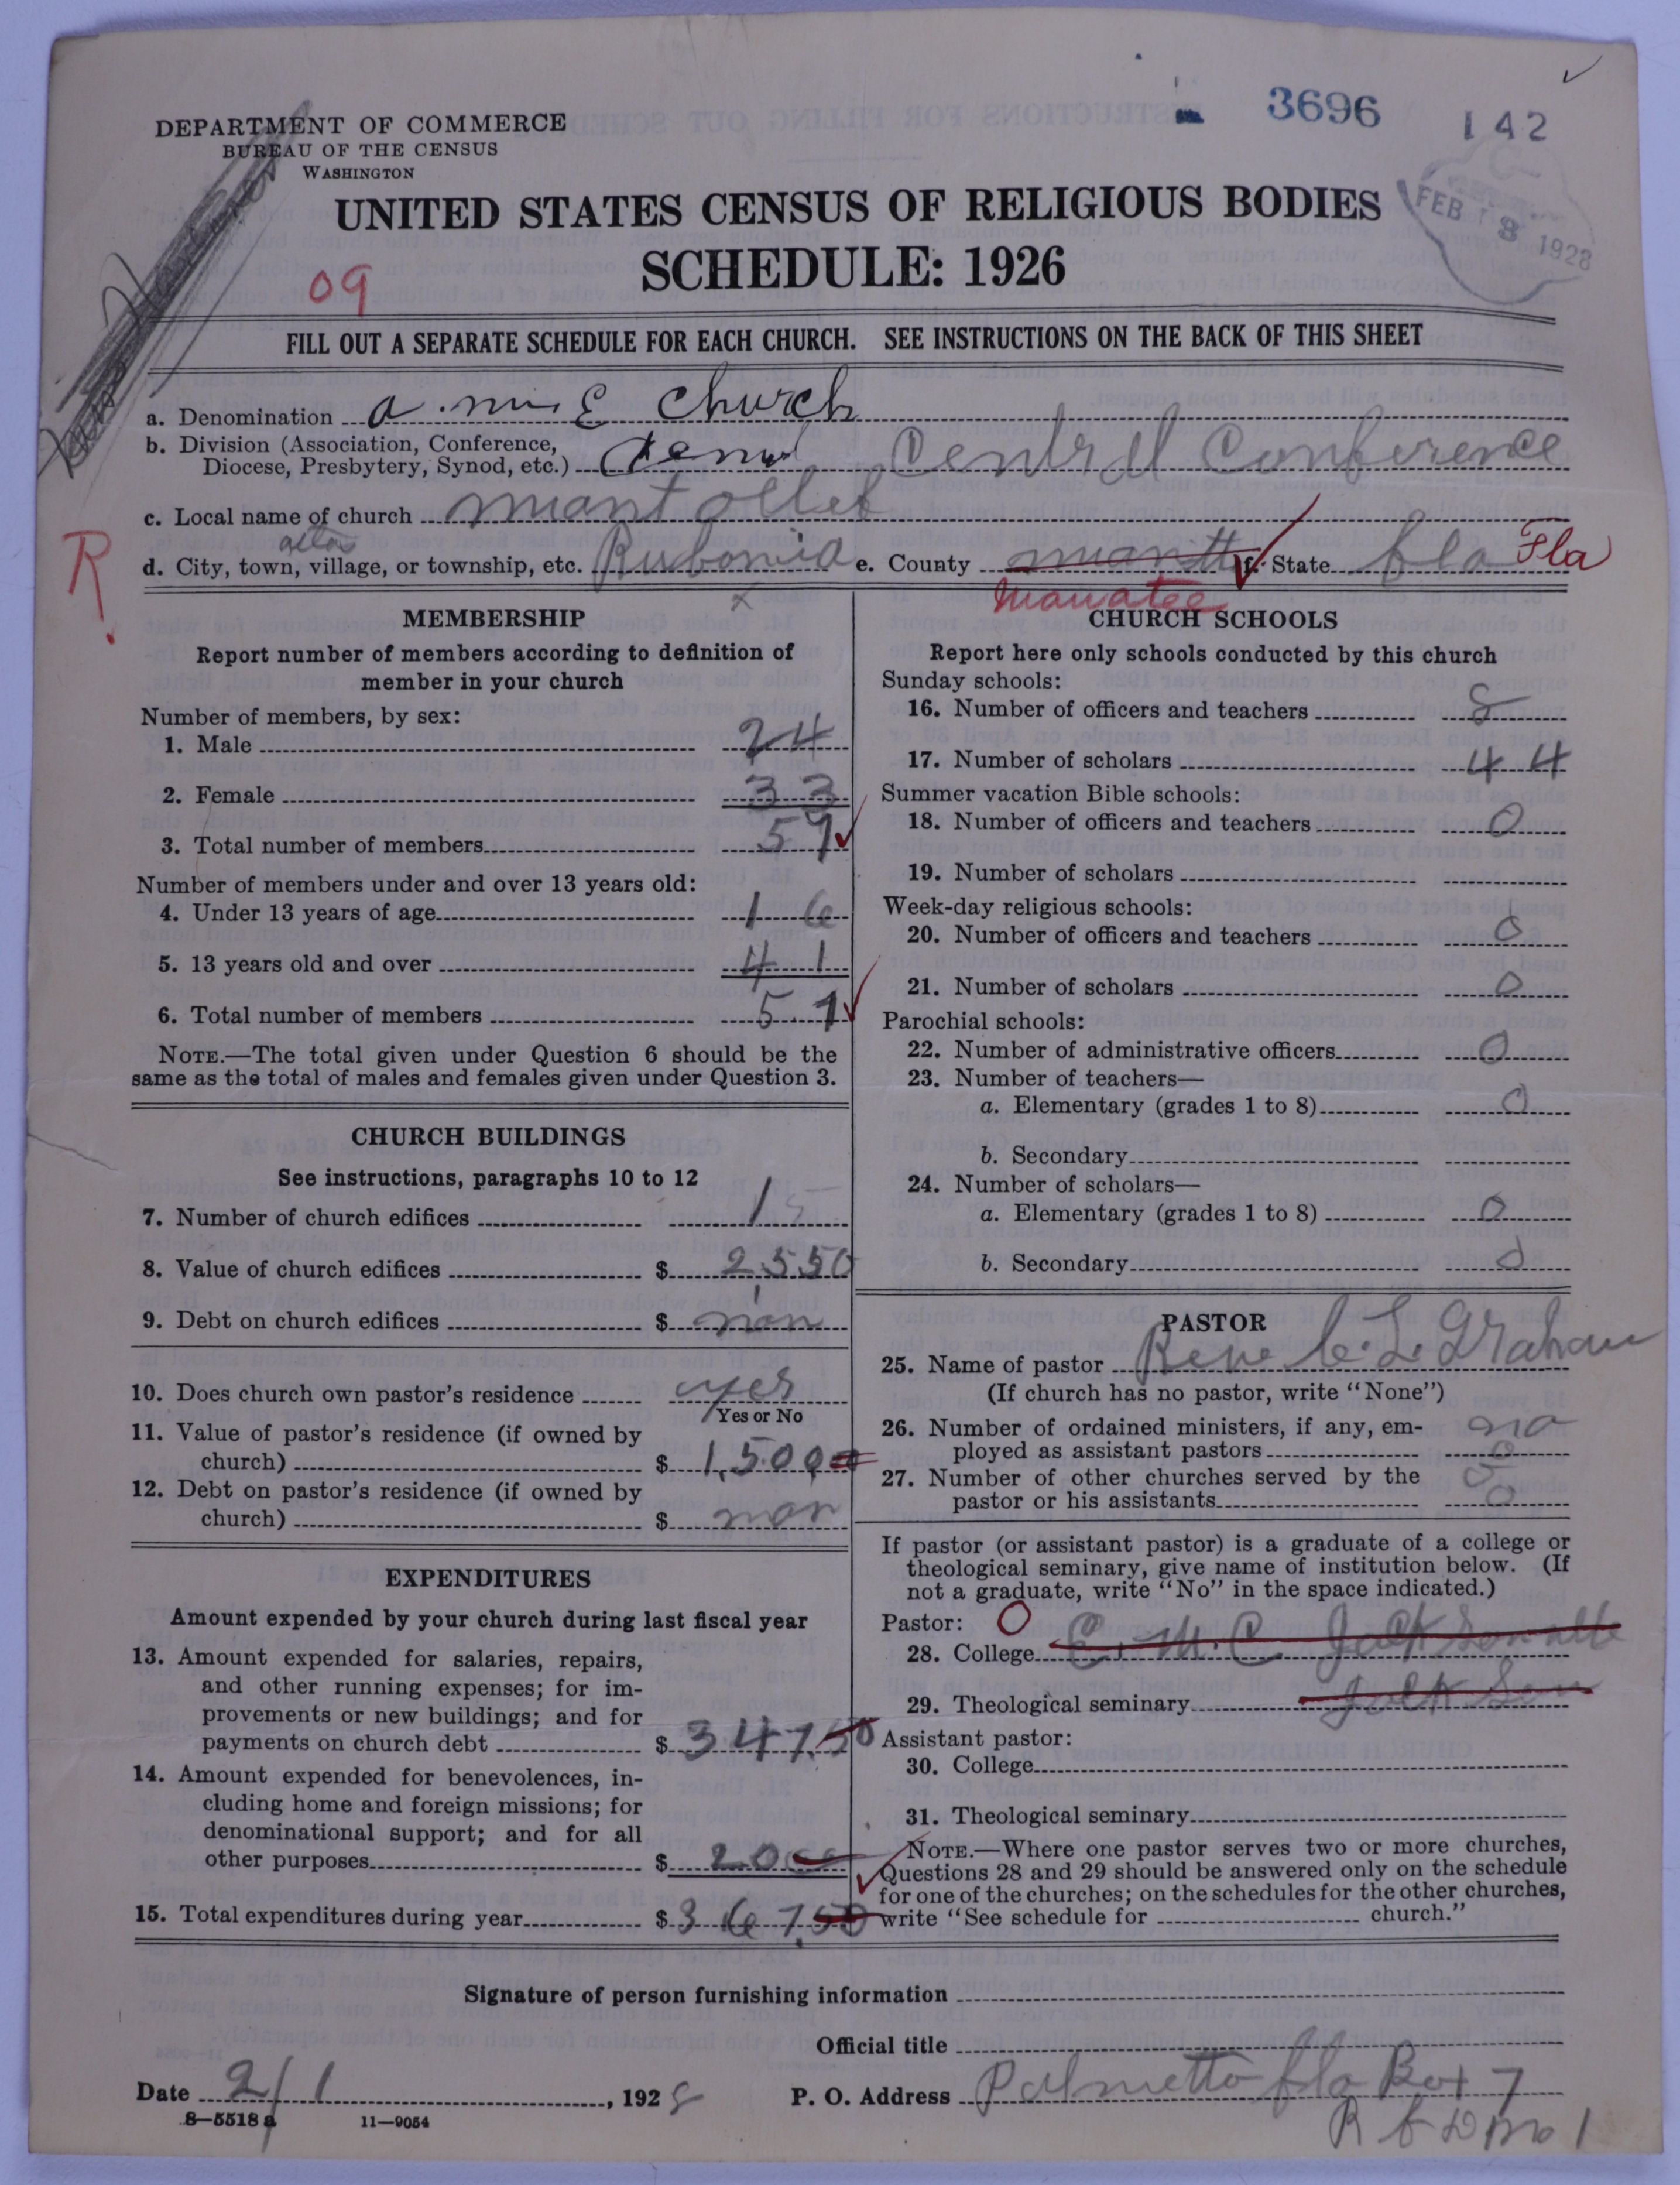 3696
142
DEPARTMENT OF COMMERCE
BUREAU OF THE CENSUS
WASHINGTON
FEB 18 1928
UNITED STATES CENSUS OF RELIGIOUS BODIES
SCHEDULE: 1926
09
FILL OUT A SEPARATE SCHEDULE FOR EACH CHURCH. SEE INSTRUCTIONS ON THE BACK OF THIS SHEET
a. Denomination a. m. E church
b. Division (Association, Conference,
Diocese, Presbytery, Synod, etc.) Centrel Conference
c. Local name of church miant ollef
R.
d. City, town, village, or township, etc. Rubonia e. County miantt f. State fla Fla
Manatee
MEMBERSHIP
Report number of members according to definition of
member in your church
Number of members, by sex:
1. Male 24
2. Female 33
3. Total number of members 57
Number of members under and over 13 years old:
4. Under 13 years of age 16
5. 13 years old and over 41
6. Total number of members 57
NOTE.—The total given under Question 6 should be the
same as the total of males and females given under Question 3.
CHURCH BUILDINGS
See instructions, paragraphs 10 to 12
7. Number of church edifices 1
8. Value of church edifices $ 2550
9. Debt on church edifices $ non
10. Does church own pastor's residence yes
Yes or No
11. Value of pastor's residence (if owned by
church) $ 1,500
12. Debt on pastor's residence (if owned by
church) $ non
EXPENDITURES
Amount expended by your church during last fiscal year
13. Amount expended for salaries, repairs,
and other running expenses; for im-
provements or new buildings; and for
payments on church debt $ 347.50
14. Amount expended for benevolences, in-
cluding home and foreign missions; for
denominational support; and for all
other purposes $ 20
15. Total expenditures during year $ 367.50
CHURCH SCHOOLS
Report here only schools conducted by this church
Sunday schools:
16. Number of officers and teachers 8
17. Number of scholars 44
Summer vacation Bible schools:
18. Number of officers and teachers 0
19. Number of scholars
Week-day religious schools:
20. Number of officers and teachers 0
21. Number of scholars 0
Parochial schools:
22. Number of administrative officers 0
23. Number of teachers—
a. Elementary (grades 1 to 8) 0
b. Secondary
24. Number of scholars—
a. Elementary (grades 1 to 8) 0
b. Secondary 0
PASTOR
25. Name of pastor Reve C. L. Graham
(If church has no pastor, write "None")
26. Number of ordained ministers, if any, em- no
ployed as assistant pastors 0
27. Number of other churches served by the
pastor or his assistants 0
If pastor (or assistant pastor) is a graduate of a college or
theological seminary, give name of institution below. (If
not a graduate, write "No" in the space indicated.)
Pastor: O
28. College E. W. C Jack
29. Theological seminary
Assistant pastor:
30. College
31. Theological seminary
NOTE.—Where one pastor serves two or more churches,
Questions 28 and 29 should be answered only on the schedule
for one of the churches; on the schedules for the other churches,
write "See schedule for church."
Signature of person furnishing information
Official title
Date 2/1, 1928 P. O. Address Palmetto fla Box 7
R f D no 1
8—5518 a 11—9054